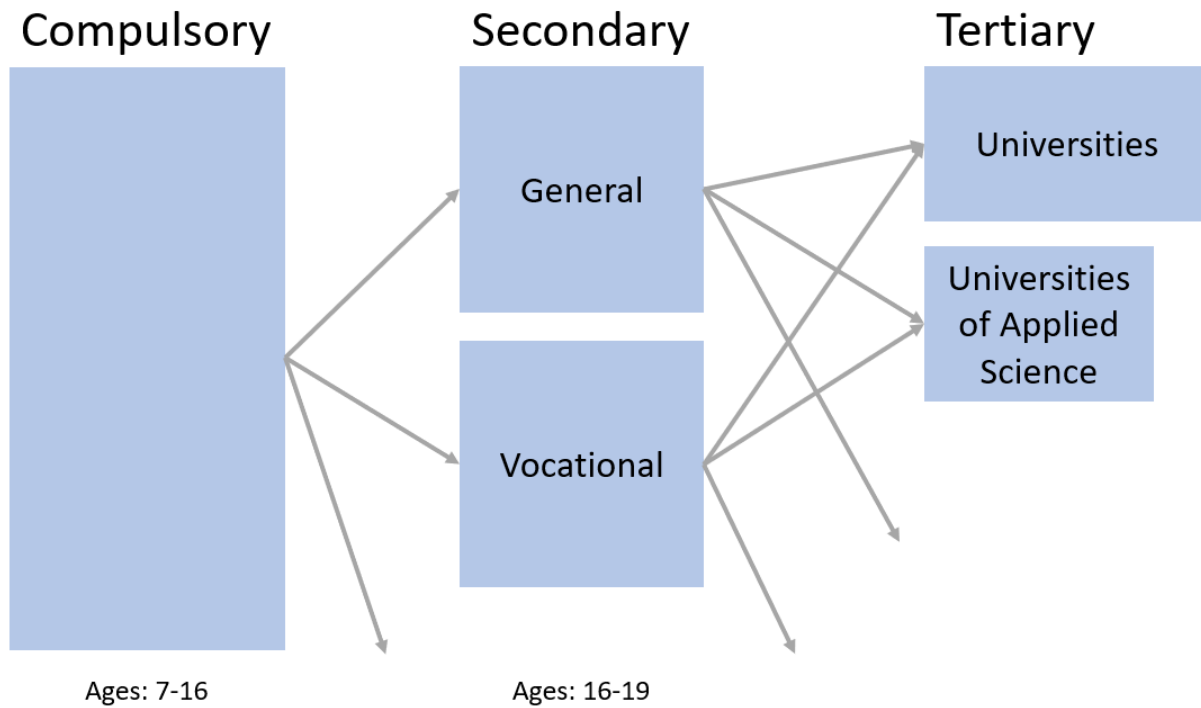 Compulsory
Secondary
Tertiary
General
Vocational
Universities
Universities
of Applied
Science
Ages: 7-16
Ages: 16-19